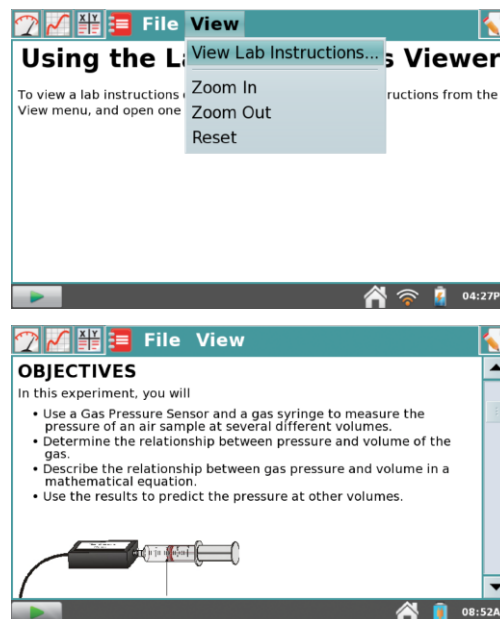 File View
View Lab Instructions...
Zoom In
Zoom Out
Reset
Using the L s Viewer
To view a lab instructions ructions from the
View menu, and open one
04:27P
X Y
File View
OBJECTIVES
In this experiment, you will
• Use a Gas Pressure Sensor and a gas syringe to measure the
pressure of an air sample at several different volumes.
• Determine the relationship between pressure and volume of the
gas.
• Describe the relationship between gas pressure and volume in a
mathematical equation.
• Use the results to predict the pressure at other volumes.
08:52A